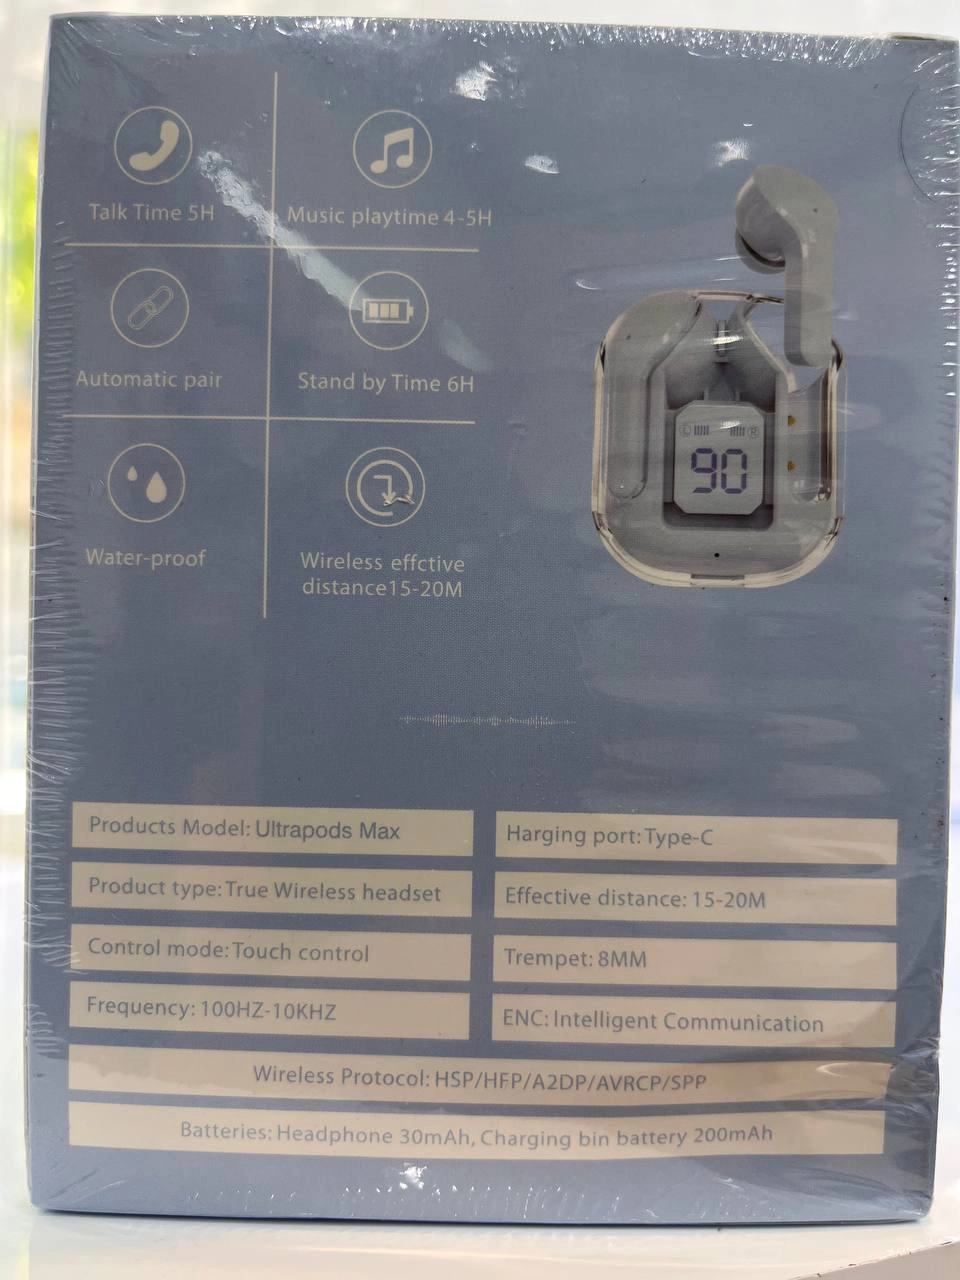 Talk Time 5H
Music playtime 4-5H
Automatic pair
Stand by Time 6H
Water-proof
Wireless effctive
distance15-20M
L R
90
Products Model: Ultrapods Max
Harging port: Type-C
Product type: True Wireless headset
Effective distance: 15-20M
Control mode: Touch control
Trempet: 8MM
Frequency: 100HZ-10KHZ
ENC: Intelligent Communication
Wireless Protocol: HSP/HFP/A2DP/AVRCP/SPP
Batteries: Headphone 30mAh, Charging bin battery 200mAh